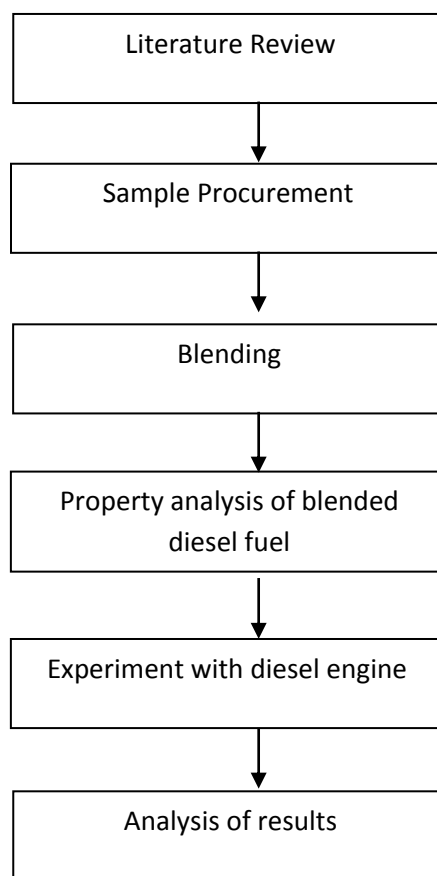 Literature Review
Sample Procurement
Blending
Property analysis of blended
diesel fuel
Experiment with diesel engine
Analysis of results